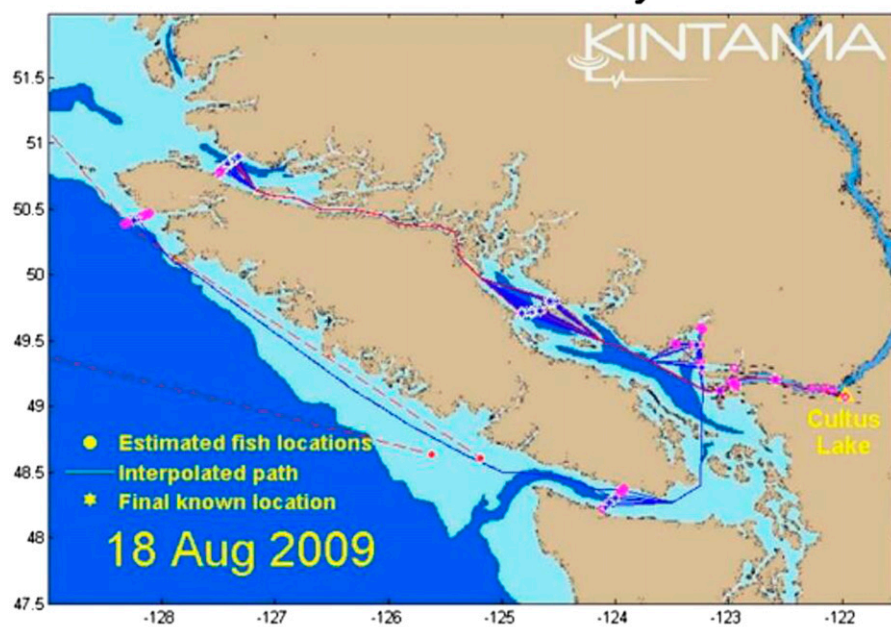 KINTAMA
51.5
51
50.5
50
49.5
49
48.5
48
47.5
Cultus
Lake
Estimated fish locations
Interpolated path
Final known location
18 Aug 2009
-128
-127
-126
-125
-124
-123
-122